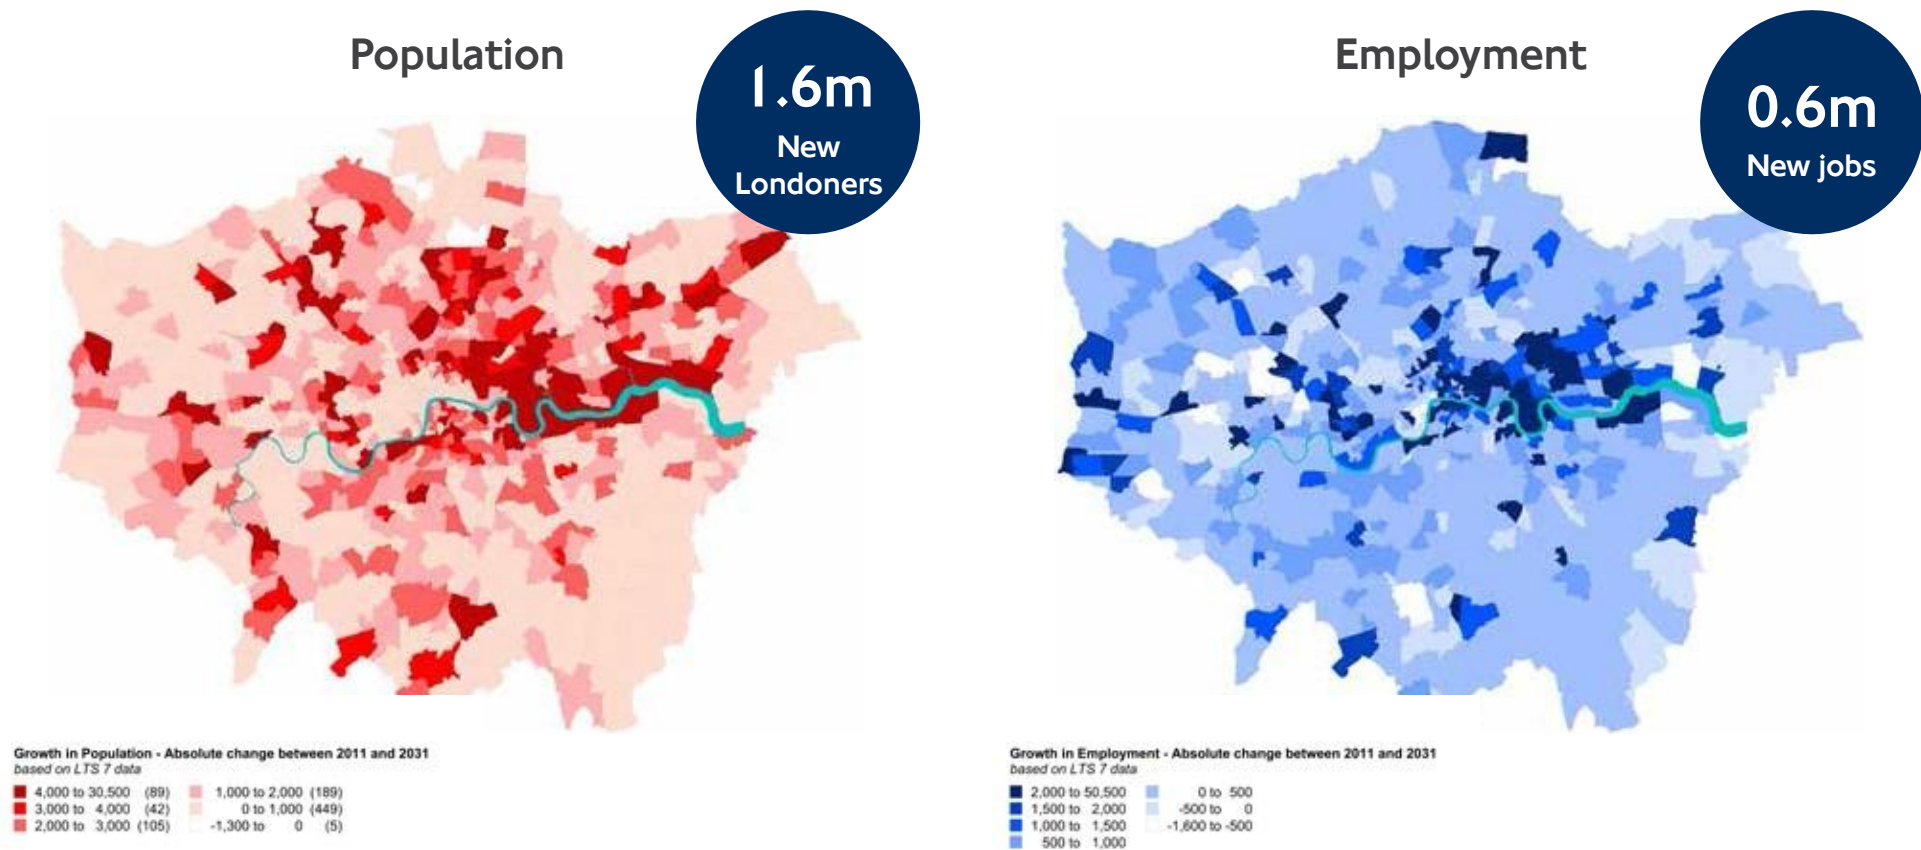 Population
1.6m
New
Londoners
Growth in Population - Absolute change between 2011 and 2031
based on LTS 7 data
4,000 to 30,500 (89)
3,000 to 4,000 (42)
2,000 to 3,000 (105)
1,000 to 2,000 (189)
0 to 1,000 (449)
-1,300 to 0 (5)
Employment
0.6m
New jobs
Growth in Employment - Absolute change between 2011 and 2031
based on LTS 7 data
2,000 to 50,500
1,500 to 2,000
1,000 to 1,500
500 to 1,000
0 to 500
-500 to 0
-1,600 to -500